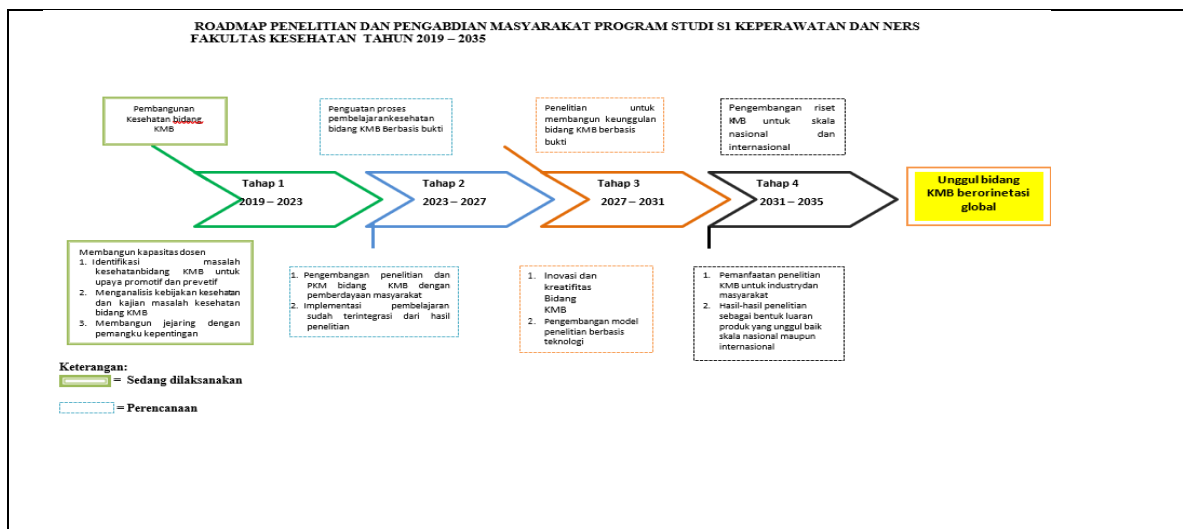 ROADMAP PENELITIAN DAN PENGABDIAN MASYARAKAT PROGRAM STUDI S1 KEPERAWATAN DAN NERS
FAKULTAS KESEHATAN TAHUN 2019 – 2035
Pembangunan
Kesehatan bidang
KMB
Penguatan proses
pembelajarankesehatan
bidang KMB Berbasis bukti
Penelitian untuk
membangun keunggulan
bidang KMB berbasis
bukti
Pengembangan riset
KMB untuk skala
nasional dan
internasional
Tahap 1
2019 – 2023
Tahap 2
2023 – 2027
Tahap 3
2027 – 2031
Tahap 4
2031 – 2035
Unggul bidang
KMB berorinetasi
global
Membangun kapasitas dosen
1. Identifikasi masalah
kesehatanbidang KMB untuk
upaya promotif dan prevetif
2. Menganalisis kebijakan kesehatan
dan kajian masalah kesehatan
bidang KMB
3. Membangun jejaring dengan
pemangku kepentingan
1. Pengembangan penelitian dan
PKM bidang KMB dengan
pemberdayaan masyarakat
2. Implementasi pembelajaran
sudah terintegrasi dari hasil
penelitian
1. Inovasi dan
kreatifitas
Bidang
KMB
2. Pengembangan model
penelitian berbasis
teknologi
1. Pemanfaatan penelitian
KMB untuk industrydan
masyarakat
2. Hasil-hasil penelitian
sebagai bentuk luaran
produk yang unggul baik
skala nasional maupun
internasional
Keterangan:
= Sedang dilaksanakan
= Perencanaan